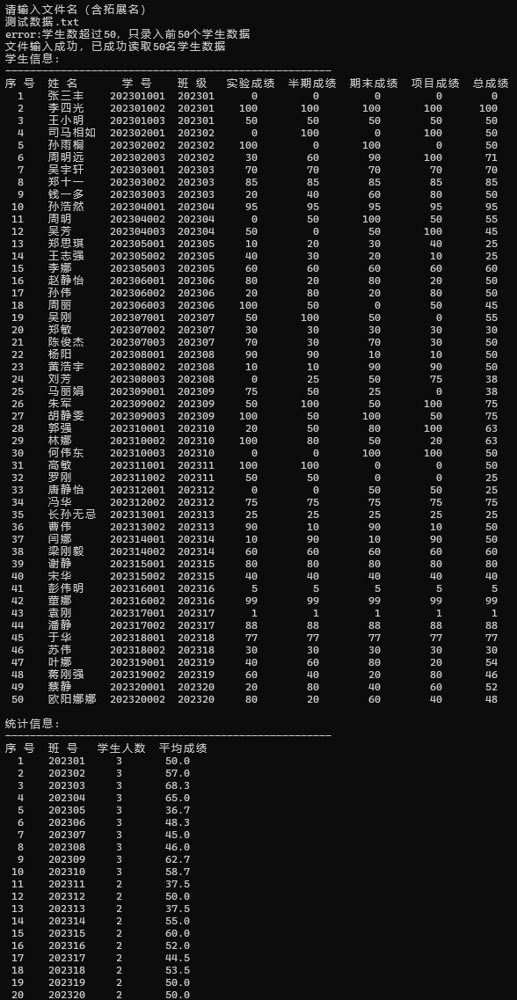 请输入文件名（含拓展名）
测试数据.txt
error:学生数超过50，只录入前50个学生数据
文件输入成功，已成功读取50名学生数据
学生信息：
-----------------------------------------------------
序 号 姓 名 学 号 班 级 实验成绩 半期成绩 期末成绩 项目成绩 总成绩
1 张三丰 202301001 202301 0 0 0 0 0
2 李四光 202301002 202301 100 100 100 100 100
3 王小明 202301003 202301 50 50 50 50 50
4 司马相如 202302001 202302 0 100 0 100 50
5 孙雨桐 202302002 202302 100 0 100 0 50
6 周明远 202302003 202302 30 60 90 100 71
7 吴宇轩 202303001 202303 70 70 70 70 70
8 郑十一 202303002 202303 85 85 85 85 85
9 钱一多 202303003 202303 20 40 60 80 50
10 孙浩然 202304001 202304 95 95 95 95 95
11 周明 202304002 202304 0 50 100 50 55
12 吴芳 202304003 202304 0 50 0 100 45
13 郑思琪 202305001 202305 10 20 30 40 25
14 王志强 202305002 202305 40 30 20 10 25
15 李娜 202305003 202305 60 60 60 60 60
16 赵静怡 202306001 202306 80 20 80 20 50
17 孙伟 202306002 202306 20 80 20 80 50
18 周丽 202306003 202306 100 50 0 50 45
19 吴刚 202307001 202307 50 100 50 0 55
20 郑敏 202307002 202307 30 30 30 30 30
21 陈俊杰 202307003 202307 70 30 70 30 50
22 杨阳 202308001 202308 90 90 10 10 50
23 黄浩宇 202308002 202308 10 10 90 90 50
24 刘芳 202308003 202308 0 25 50 75 38
25 马丽娟 202309001 202309 75 50 25 0 38
26 朱军 202309002 202309 50 100 50 100 75
27 胡静雯 202309003 202309 100 50 100 50 75
28 郭强 202310001 202310 20 50 80 100 63
29 林娜 202310002 202310 100 80 50 20 63
30 何伟东 202310003 202310 0 0 100 100 50
31 高敏 202311001 202311 100 100 0 0 50
32 罗刚 202311002 202311 50 50 0 0 25
33 唐静怡 202312001 202312 0 0 50 50 25
34 冯华 202312002 202312 75 75 75 75 75
35 长孙无忌 202313001 202313 25 25 25 25 25
36 曹伟 202313002 202313 90 10 90 10 50
37 闫娜 202314001 202314 10 90 10 90 50
38 梁刚毅 202314002 202314 60 60 60 60 60
39 谢静 202315001 202315 80 80 80 80 80
40 宋华 202315002 202315 40 40 40 40 40
41 彭伟明 202316001 202316 5 5 5 5 5
42 董娜 202316002 202316 99 99 99 99 99
43 袁刚 202317001 202317 1 1 1 1 1
44 潘静 202317002 202317 88 88 88 88 88
45 于华 202318001 202318 77 77 77 77 77
46 苏伟 202318002 202318 30 30 30 30 30
47 叶娜 202319001 202319 40 60 80 20 54
48 蒋刚强 202319002 202319 60 40 20 80 46
49 蔡静 202320001 202320 20 80 40 60 52
50 欧阳娜娜 202320002 202320 80 20 60 40 48
统计信息：
-----------------------------------------------------
序 号 班 号 学生人数 平均成绩
1 202301 3 50.0
2 202302 3 57.0
3 202303 3 68.3
4 202304 3 65.0
5 202305 3 36.7
6 202306 3 48.3
7 202307 3 45.0
8 202308 3 46.0
9 202309 3 62.7
10 202310 3 58.7
11 202311 2 37.5
12 202312 2 50.0
13 202313 2 37.5
14 202314 2 55.0
15 202315 2 60.0
16 202316 2 52.0
17 202317 2 44.5
18 202318 2 53.5
19 202319 2 50.0
20 202320 2 50.0